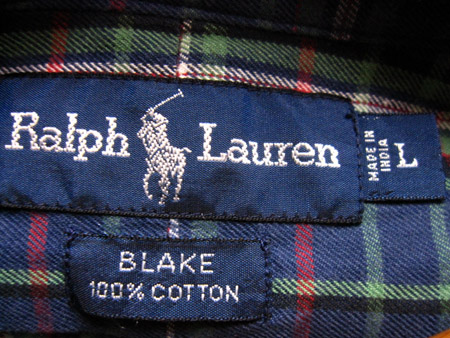 Ralph Lauren
MADE IN
INDIA
L
BLAKE
100% COTTON